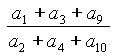 a₁ + a₃ + a₉
a₂ + a₄ + a₁₀